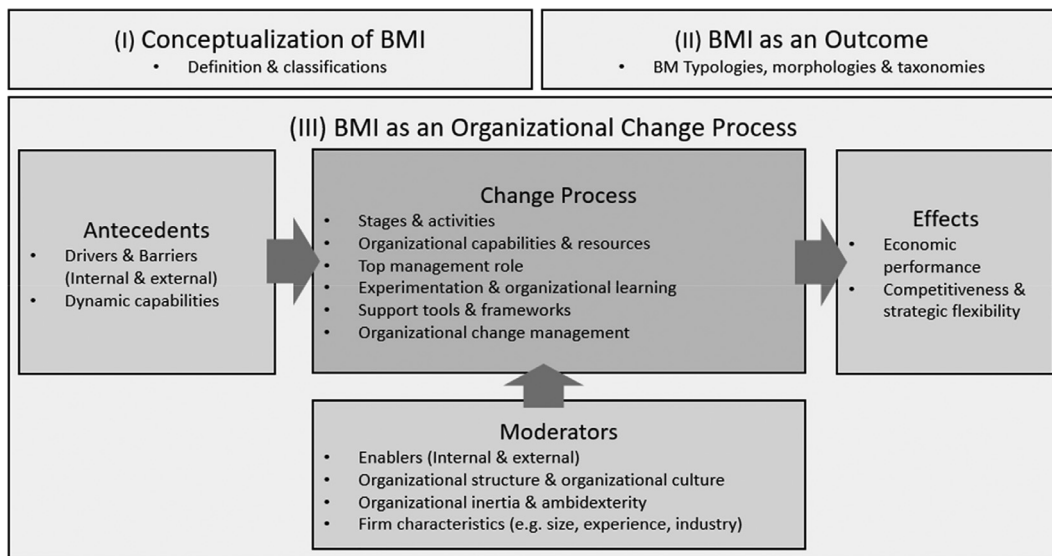 (I) Conceptualization of BMI
• Definition & classifications
(II) BMI as an Outcome
• BM Typologies, morphologies & taxonomies
(III) BMI as an Organizational Change Process
Antecedents
• Drivers & Barriers
(Internal & external)
• Dynamic capabilities
Change Process
• Stages & activities
• Organizational capabilities & resources
• Top management role
• Experimentation & organizational learning
• Support tools & frameworks
• Organizational change management
Effects
• Economic
performance
• Competitiveness &
strategic flexibility
Moderators
• Enablers (Internal & external)
• Organizational structure & organizational culture
• Organizational inertia & ambidexterity
• Firm characteristics (e.g. size, experience, industry)